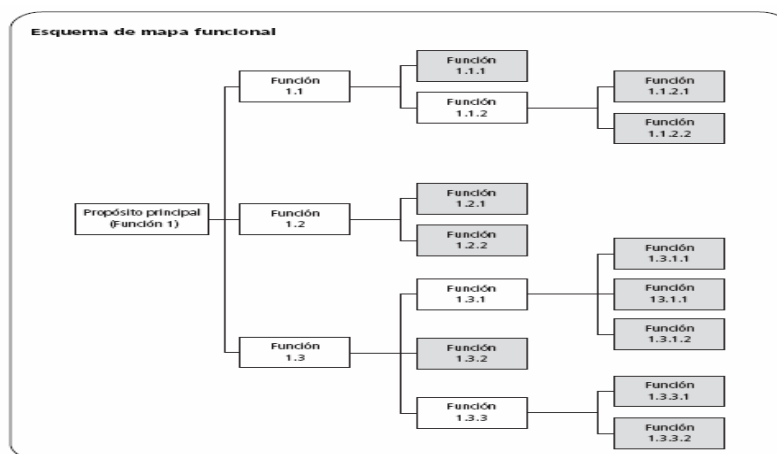 Esquema de mapa funcional
Propósito principal
(Función 1)
Función
1.1
Función
1.1.1
Función
1.1.2
Función
1.1.2.1
Función
1.1.2.2
Función
1.2
Función
1.2.1
Función
1.2.2
Función
1.3
Función
1.3.1
Función
1.3.1.1
Función
13.1.1
Función
1.3.1.2
Función
1.3.2
Función
1.3.3
Función
1.3.3.1
Función
1.3.3.2